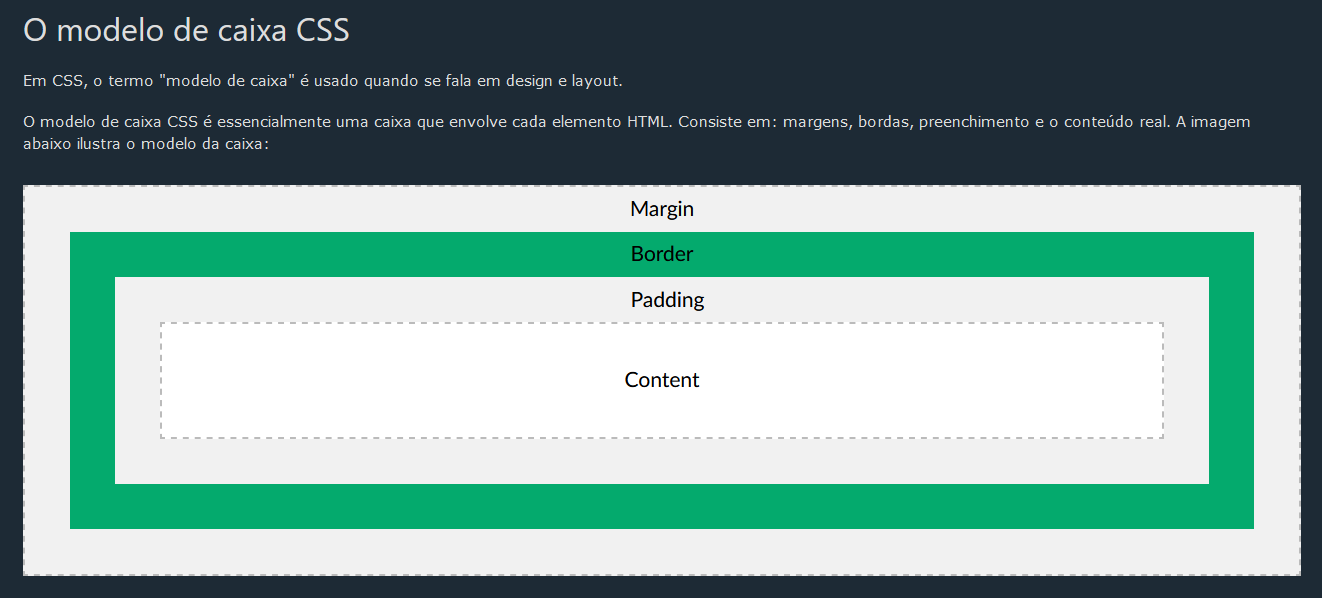 O modelo de caixa CSS
Em CSS, o termo "modelo de caixa" é usado quando se fala em design e layout.
O modelo de caixa CSS é essencialmente uma caixa que envolve cada elemento HTML. Consiste em: margens, bordas, preenchimento e o conteúdo real. A imagem
abaixo ilustra o modelo da caixa:
Margin
Border
Padding
Content